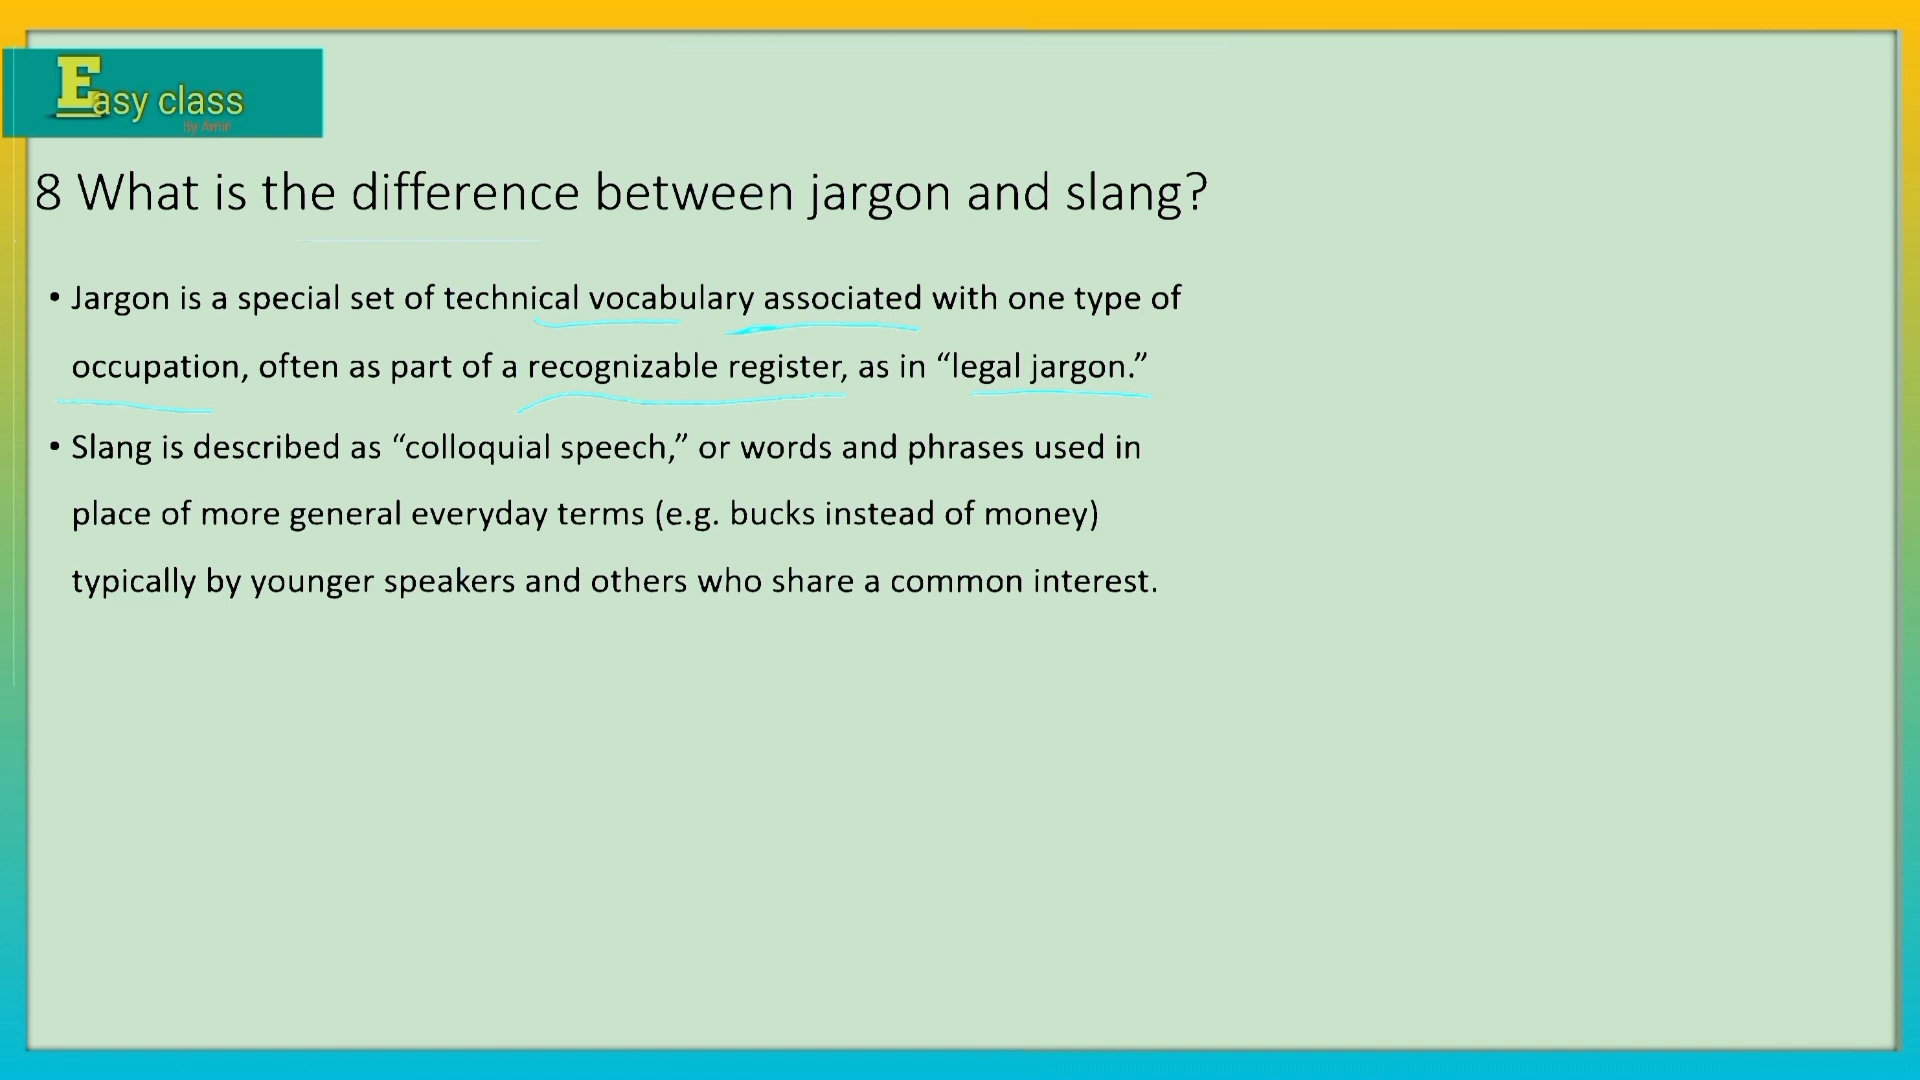 Easy class
By Amir
8 What is the difference between jargon and slang?
• Jargon is a special set of technical vocabulary associated with one type of
occupation, often as part of a recognizable register, as in “legal jargon.”
• Slang is described as “colloquial speech,” or words and phrases used in
place of more general everyday terms (e.g. bucks instead of money)
typically by younger speakers and others who share a common interest.